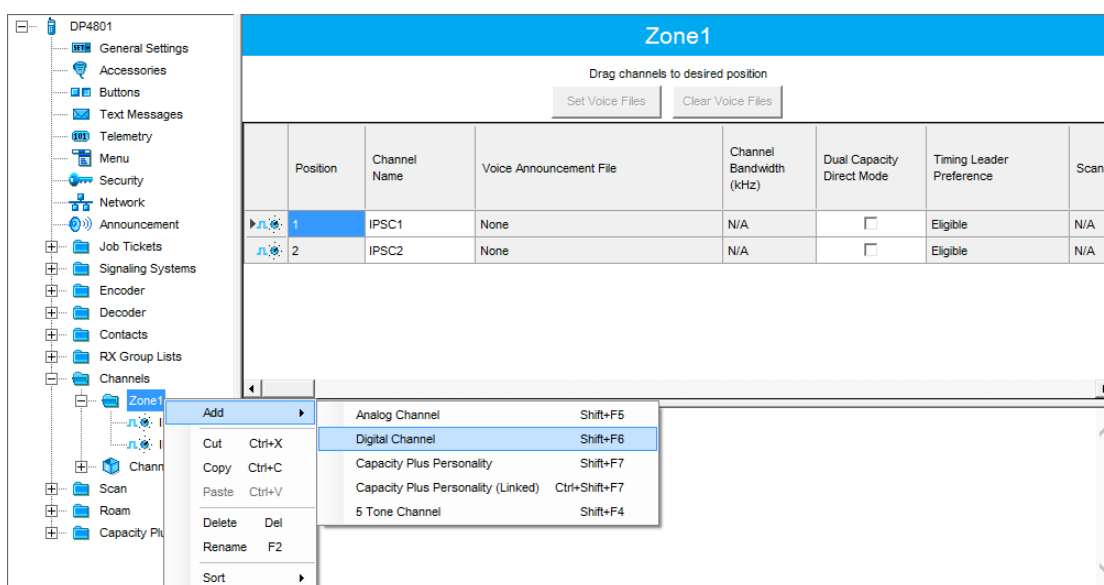 DP4801
General Settings
Accessories
Buttons
Text Messages
Telemetry
Menu
Security
Network
Announcement
Job Tickets
Signaling Systems
Encoder
Decoder
Contacts
RX Group Lists
Channels
Zone1
Chann
Scan
Roam
Capacity Plu
Zone1
Drag channels to desired position
Set Voice Files Clear Voice Files
Position Channel Name Voice Announcement File Channel Bandwidth (kHz) Dual Capacity Direct Mode Timing Leader Preference Scan
1 IPSC1 None N/A Eligible N/A
2 IPSC2 None N/A Eligible N/A
Add
Cut Ctrl+X
Copy Ctrl+C
Paste Ctrl+V
Delete Del
Rename F2
Sort
Analog Channel Shift+F5
Digital Channel Shift+F6
Capacity Plus Personality Shift+F7
Capacity Plus Personality (Linked) Ctrl+Shift+F7
5 Tone Channel Shift+F4